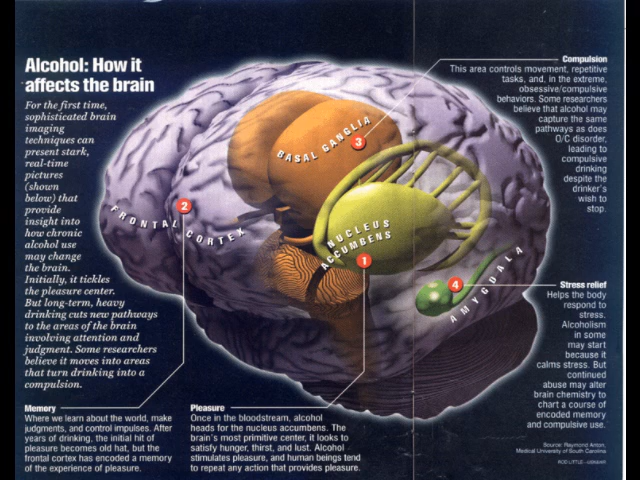 Alcohol: How it
affects the brain
For the first time,
sophisticated brain
imaging
techniques can
present stark,
real-time
pictures
(shown
below) that
provide
insight into
how chronic
alcohol use
may change
the brain.
Initially, it tickles
the pleasure center.
But long-term, heavy
drinking cuts new pathways
to the areas of the brain
involving attention and
judgment. Some researchers
believe it moves into areas
that turn drinking into a
compulsion.
Compulsion
This area controls movement, repetitive
tasks, and, in the extreme,
obsessive/compulsive
behaviors. Some researchers
believe that alcohol may
capture the same
pathways as does
O/C disorder,
leading to
compulsive
drinking
despite the
drinker's
wish to
stop.
BASAL GANGLIA
3
2
FRONTAL CORTEX
NUCLEUS
ACCUMBENS
1
4
AMYGDALA
Stress relief
Helps the body
respond to
stress.
Alcoholism
in some
may start
because it
calms stress. But
continued
abuse may alter
brain chemistry to
chart a course of
encoded memory
and compulsive use.
Memory
Where we learn about the world, make
judgments, and control impulses. After
years of drinking, the initial hit of
pleasure becomes old hat, but the
frontal cortex has encoded a memory
of the experience of pleasure.
Pleasure
Once in the bloodstream, alcohol
heads for the nucleus accumbens. The
brain's most primitive center, it looks to
satisfy hunger, thirst, and lust. Alcohol
stimulates pleasure, and human beings tend
to repeat any action that provides pleasure.
Source: Raymond Anton,
Medical University of South Carolina
ROD LITTLE–USN&WR